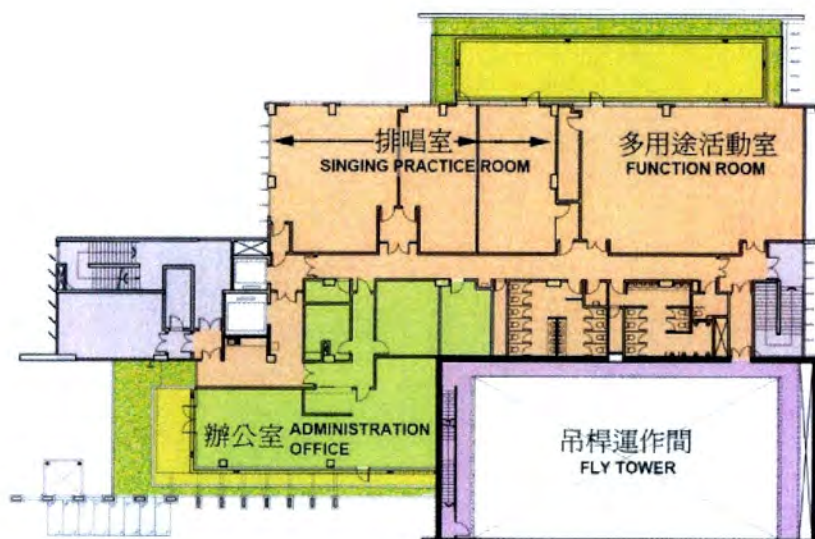 排唱室
SINGING PRACTICE ROOM
多用途活動室
FUNCTION ROOM
辦公室 ADMINISTRATION
OFFICE
吊桿運作間
FLY TOWER